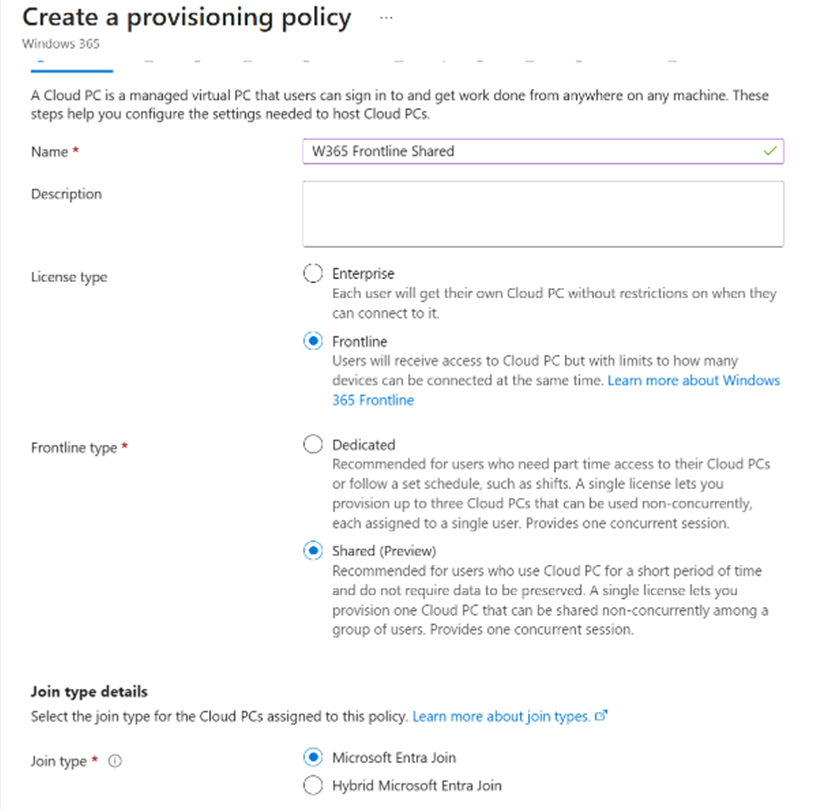 Create a provisioning policy ...
Windows 365
A Cloud PC is a managed virtual PC that users can sign in to and get work done from anywhere on any machine. These
steps help you configure the settings needed to host Cloud PCs.
Name *
W365 Frontline Shared
Description
License type
Enterprise
Each user will get their own Cloud PC without restrictions on when they
can connect to it.
Frontline
Users will receive access to Cloud PC but with limits to how many
devices can be connected at the same time. Learn more about Windows
365 Frontline
Frontline type *
Dedicated
Recommended for users who need part time access to their Cloud PCs
or follow a set schedule, such as shifts. A single license lets you
provision up to three Cloud PCs that can be used non-concurrently,
each assigned to a single user. Provides one concurrent session.
Shared (Preview)
Recommended for users who use Cloud PC for a short period of time
and do not require data to be preserved. A single license lets you
provision one Cloud PC that can be shared non-concurrently among a
group of users. Provides one concurrent session.
Join type details
Select the join type for the Cloud PCs assigned to this policy. Learn more about join types.
Join type *
Microsoft Entra Join
Hybrid Microsoft Entra Join